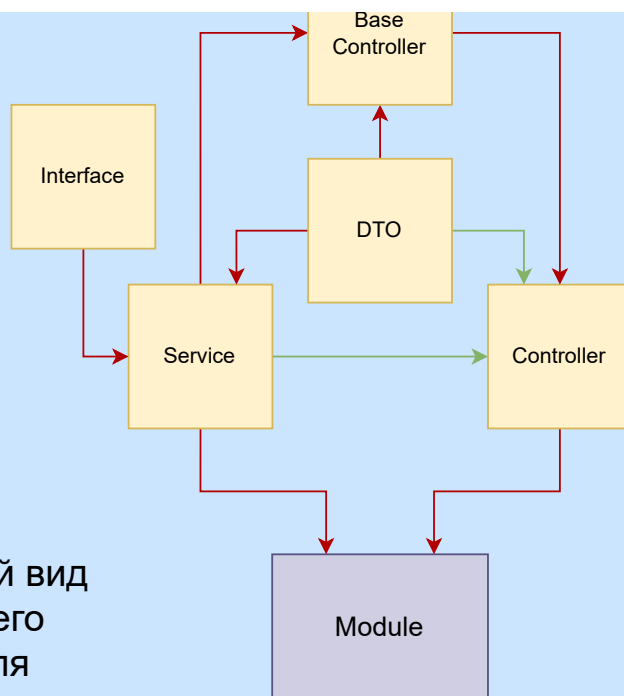 Base
Controller
Interface
DTO
Service
Controller
й вид
его
ля
Module